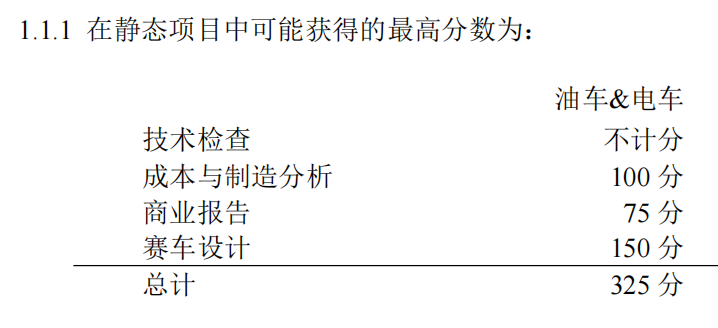 1.1.1 在静态项目中可能获得的最高分数为：
油车&电车
技术检查 不计分
成本与制造分析 100 分
商业报告 75 分
赛车设计 150 分
总计 325 分